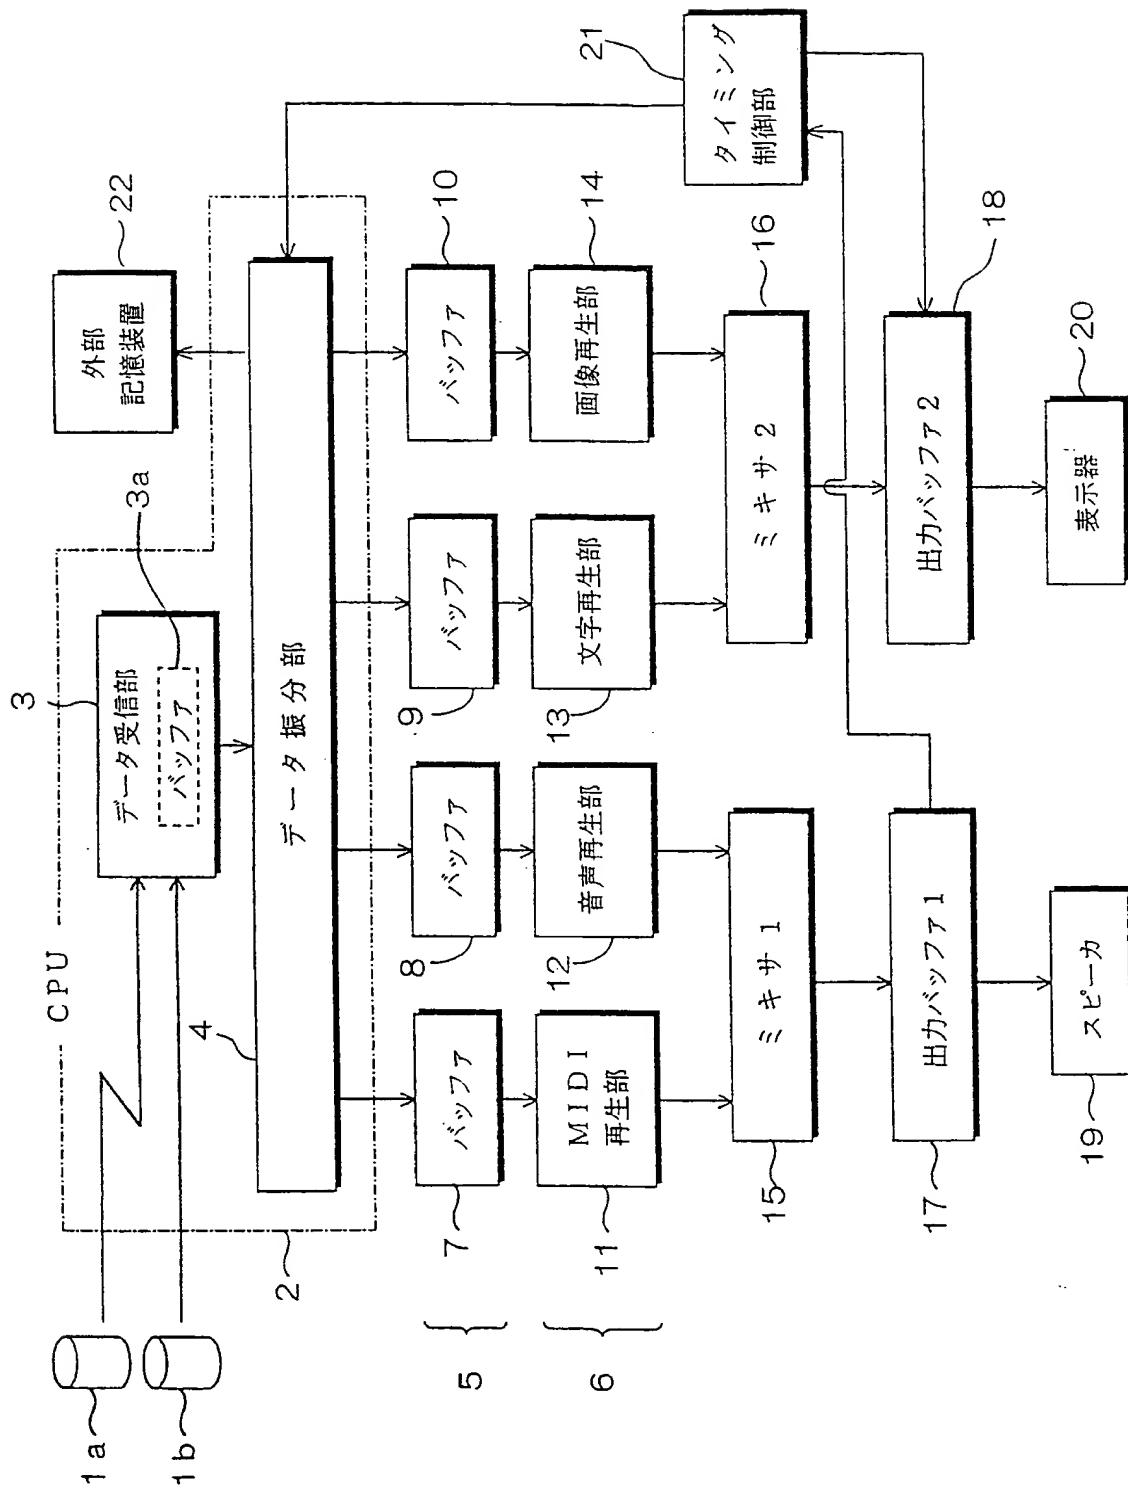 1a
1b
CPU
2
3
データ受信部
バッファ
3a
外部
記憶装置
22
4
データ振分部
5
7
バッファ
8
バッファ
9
バッファ
バッファ
10
6
11
MIDI
再生部
12
音声再生部
13
文字再生部
画像再生部
14
21
タイミング
制御部
15
ミキサ1
ミキサ2
16
17
出力バッファ1
出力バッファ2
18
19
スピーカ
表示器
20